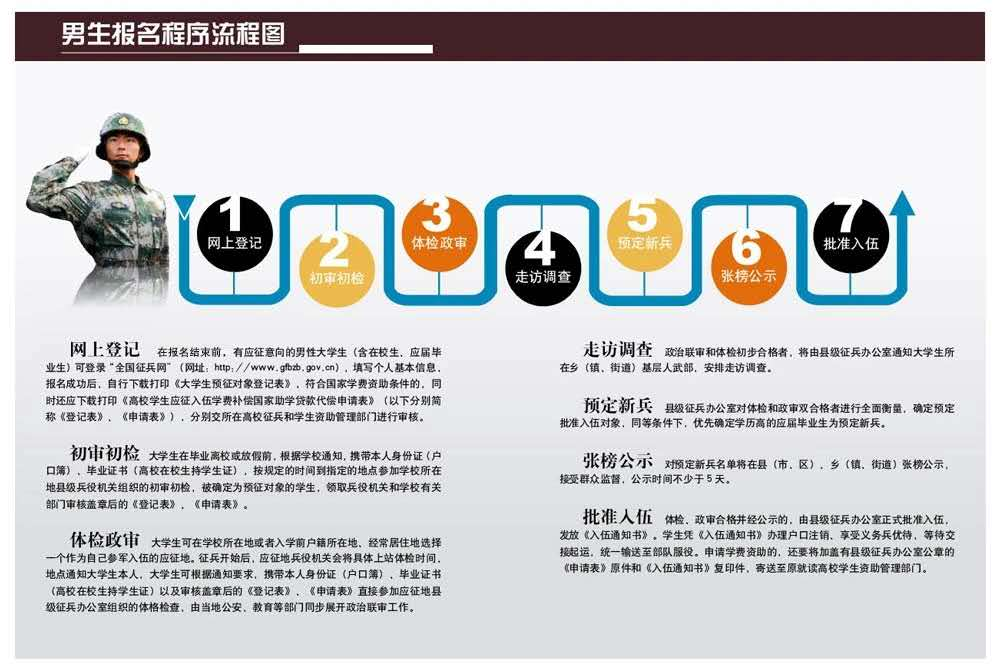 男生报名程序流程图
1
网上登记
2
初审初检
3
体检政审
4
走访调查
5
预定新兵
6
张榜公示
7
批准入伍
网上登记 在报名结束前，有应征意向的男性大学生（含在校生，应届毕
业生）可登录“全国征兵网”（网址：http://www.gfbzb.gov.cn），填写个人基本信息，
报名成功后，自行下载打印《大学生预征对象登记表》，符合国家学费资助条件的，同
时还应下载打印《高校学生应征入伍学费补偿国家助学贷款代偿申请表》（以下分别简
称《登记表》、《申请表》），分别交所在高校征兵和学生资助管理部门进行审核。
初审初检 大学生在毕业离校或放假前，根据学校通知，携带本人身份证（户
口簿）、毕业证书（高校在校生持学生证），按规定的时间到指定的地点参加学校所在
地县级兵役机关组织的初审初检，被确定为预征对象的学生，领取兵役机关和学校有关
部门审核盖章后的《登记表》、《申请表》。
体检政审 大学生可在学校所在地或者入学前户籍所在地、经常居住地选择
一个作为自己参军入伍的应征地。征兵开始后，应征地兵役机关会将具体上站体检时间，
地点通知大学生本人，大学生可根据通知要求，携带本人身份证（户口簿）、毕业证书
（高校在校生持学生证）以及审核盖章后的《登记表》、《申请表》直接参加应征地县
级征兵办公室组织的体格检查，由当地公安，教育等部门同步展开政治联审工作。
走访调查 政治联审和体检初步合格者，将由县级征兵办公室通知大学生所
在乡（镇、街道）基层人武部，安排走访调查。
预定新兵 县级征兵办公室对体检和政审双合格者进行全面衡量，确定预定
批准入伍对象，同等条件下，优先确定学历高的应届毕业生为预定新兵。
张榜公示 对预定新兵名单将在县（市、区），乡（镇、街道）张榜公示，
接受群众监督，公示时间不少于5天。
批准入伍 体检、政审合格并经公示的，由县级征兵办公室正式批准入伍，
发放《入伍通知书》。学生凭《入伍通知书》办理户口注销、享受义务兵优待，等待交
接起运，统一输送至部队服役。申请学费资助的，还要将加盖有县级征兵办公室公章的
《申请表》原件和《入伍通知书》复印件，寄送至原就读高校学生资助管理部门。